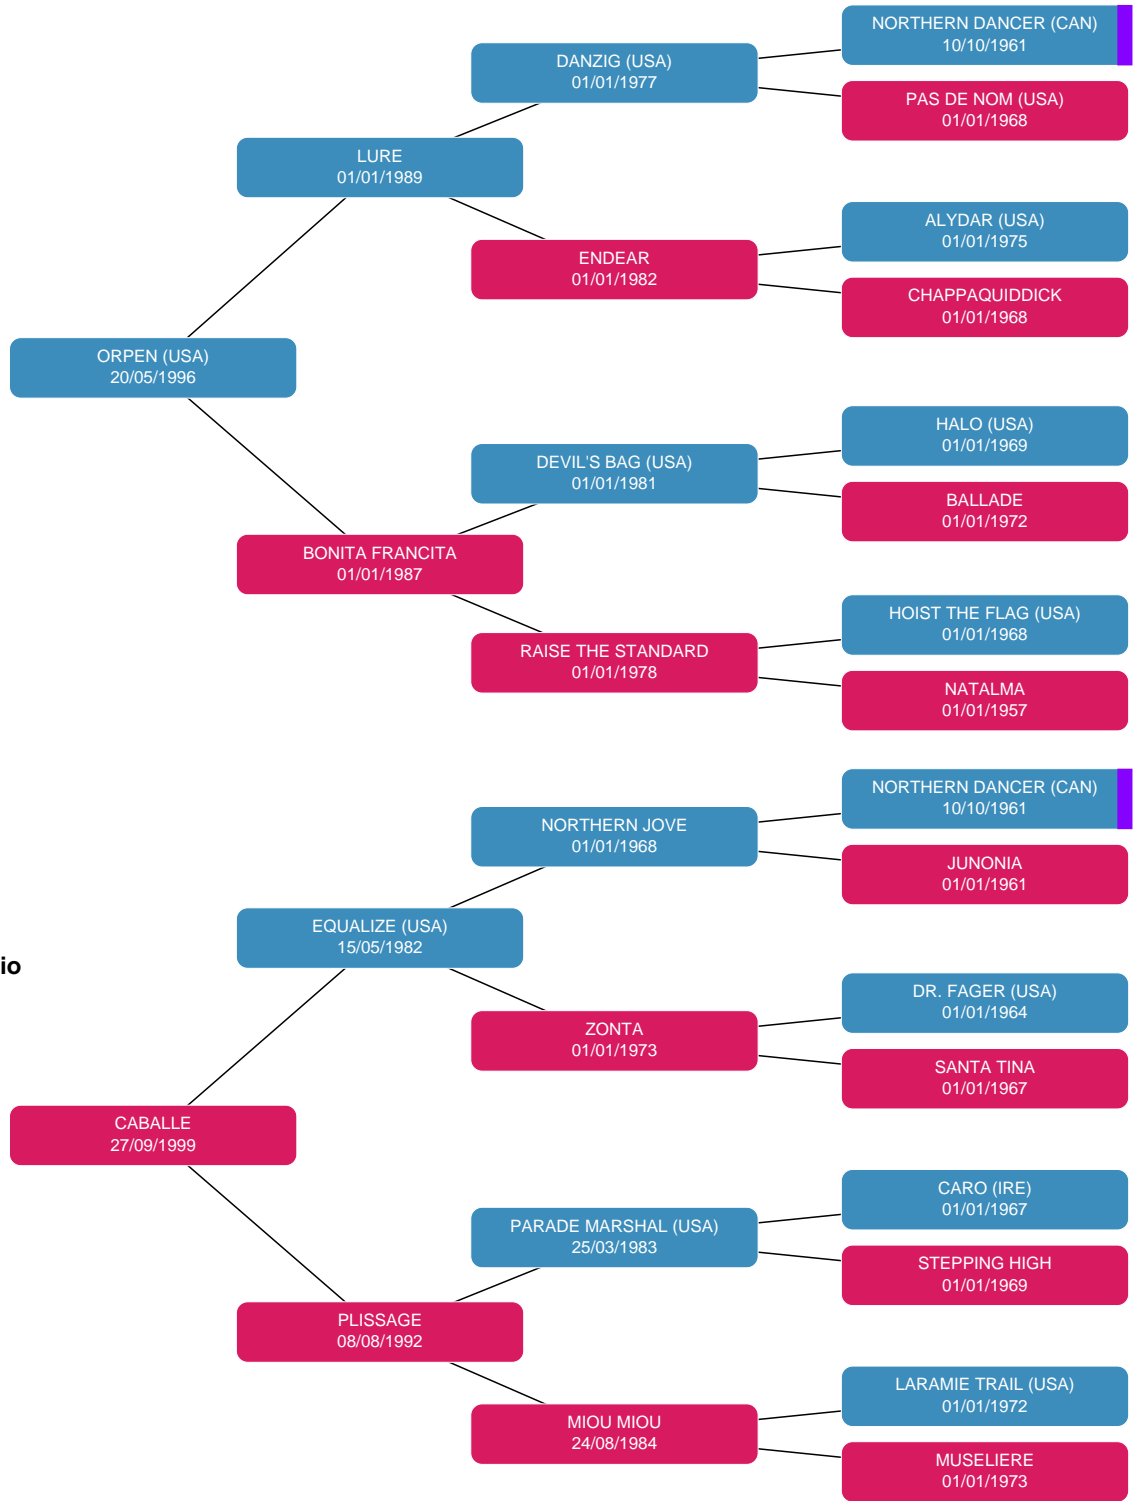 NORTHERN DANCER (CAN)
10/10/1961
DANZIG (USA)
01/01/1977
PAS DE NOM (USA)
01/01/1968
LURE
01/01/1989
ALYDAR (USA)
01/01/1975
ENDEAR
01/01/1982
CHAPPAQUIDDICK
01/01/1968
ORPEN (USA)
20/05/1996
HALO (USA)
01/01/1969
DEVIL'S BAG (USA)
01/01/1981
BALLADE
01/01/1972
BONITA FRANCITA
01/01/1987
HOIST THE FLAG (USA)
01/01/1968
RAISE THE STANDARD
01/01/1978
NATALMA
01/01/1957
NORTHERN DANCER (CAN)
10/10/1961
NORTHERN JOVE
01/01/1968
JUNONIA
01/01/1961
EQUALIZE (USA)
15/05/1982
io
DR. FAGER (USA)
01/01/1964
ZONTA
01/01/1973
SANTA TINA
01/01/1967
CABALLE
27/09/1999
CARO (IRE)
01/01/1967
PARADE MARSHAL (USA)
25/03/1983
STEPPING HIGH
01/01/1969
PLISSAGE
08/08/1992
LARAMIE TRAIL (USA)
01/01/1972
MIOU MIOU
24/08/1984
MUSELIERE
01/01/1973